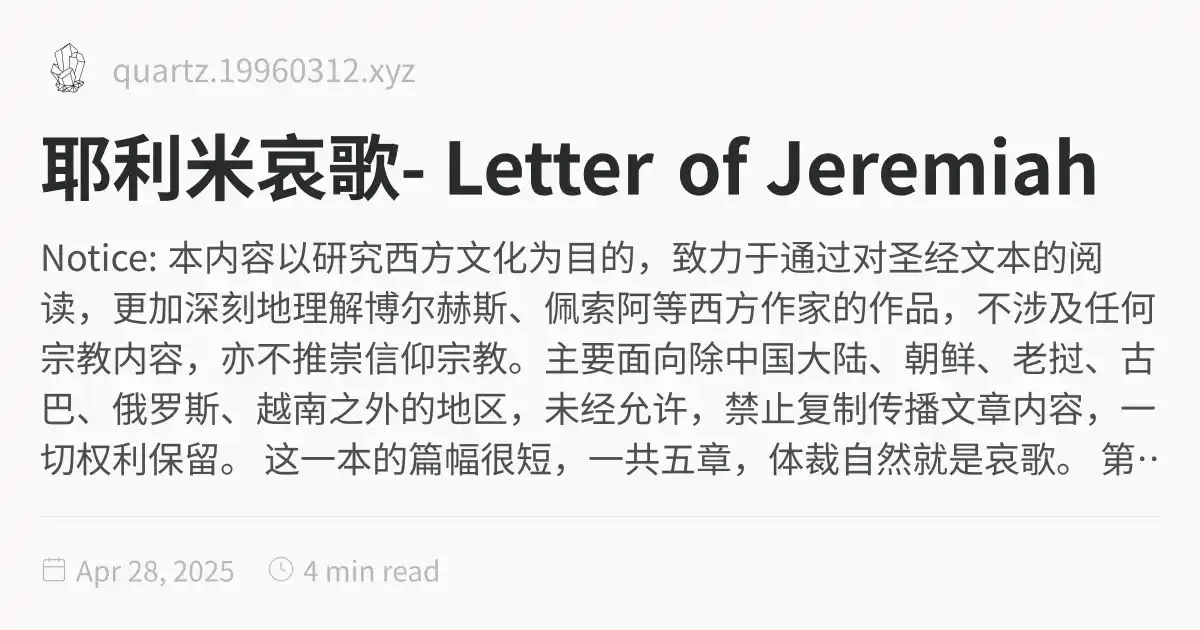 quartz.19960312.xyz
耶利米哀歌- Letter of Jeremiah
Notice: 本内容以研究西方文化为目的，致力于通过对圣经文本的阅
读，更加深刻地理解博尔赫斯、佩索阿等西方作家的作品，不涉及任何
宗教内容，亦不推崇信仰宗教。主要面向除中国大陆、朝鲜、老挝、古
巴、俄罗斯、越南之外的地区，未经允许，禁止复制传播文章内容，一
切权利保留。 这一本的篇幅很短，一共五章，体裁自然就是哀歌。 第··
Apr 28, 2025 4 min read